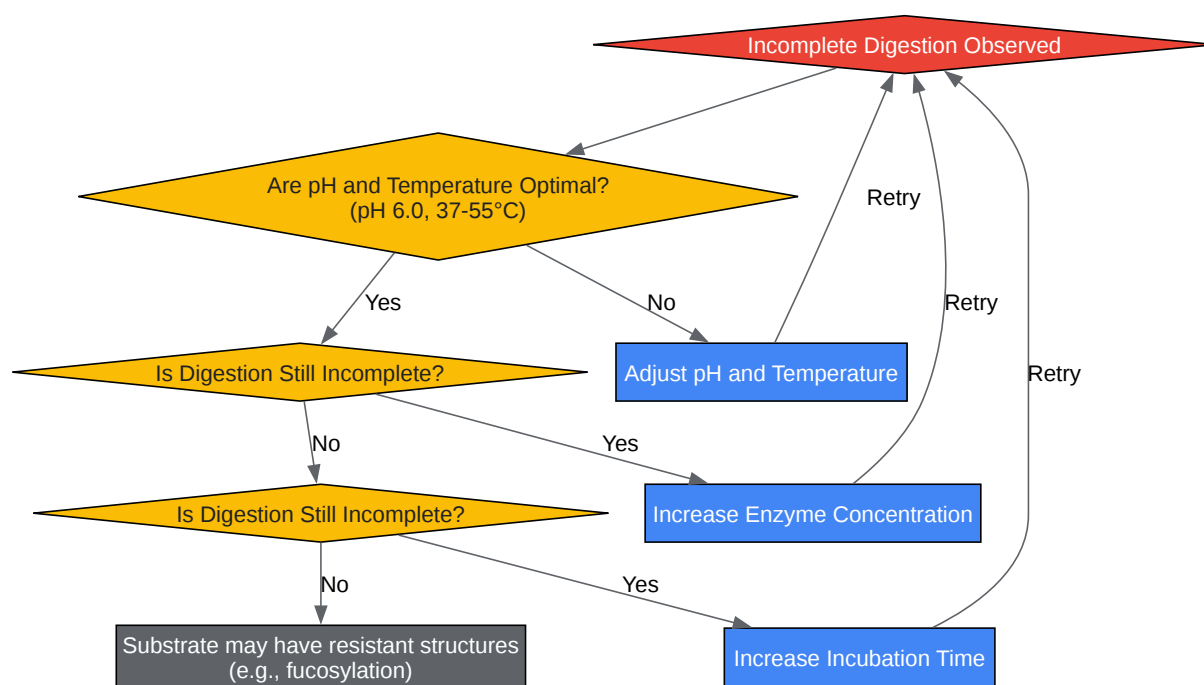 Incomplete Digestion Observed
Are pH and Temperature Optimal?
(pH 6.0, 37-55°C)
Retry
Yes
No
Retry
Is Digestion Still Incomplete?
Adjust pH and Temperature
Retry
No
Yes
Is Digestion Still Incomplete?
Increase Enzyme Concentration
No
Yes
Substrate may have resistant structures
(e.g., fucosylation)
Increase Incubation Time